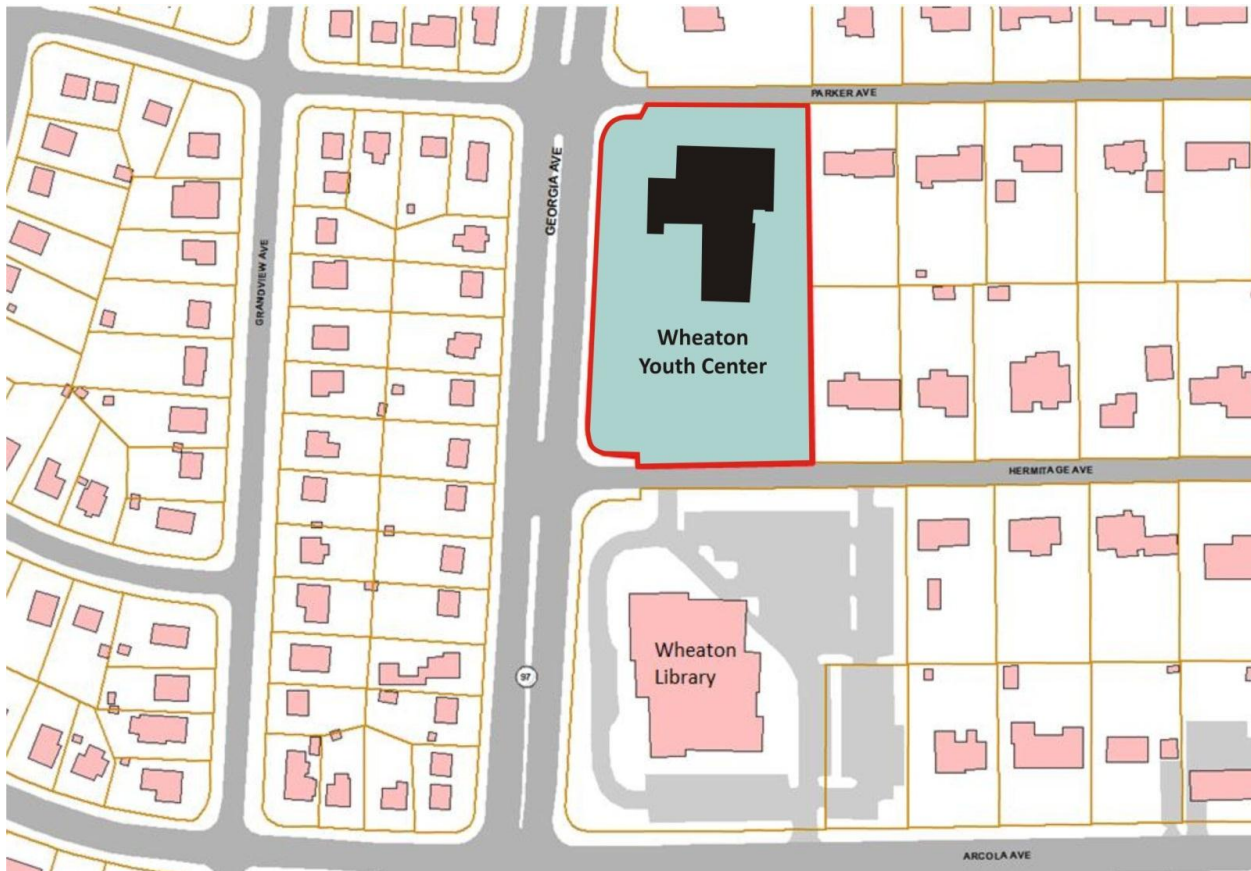 PARKER AVE
GEORGIA AVE
GRANDVIEW AVE
Wheaton
Youth Center
HERMITAGE AVE
Wheaton
Library
97
ARCOLA AVE